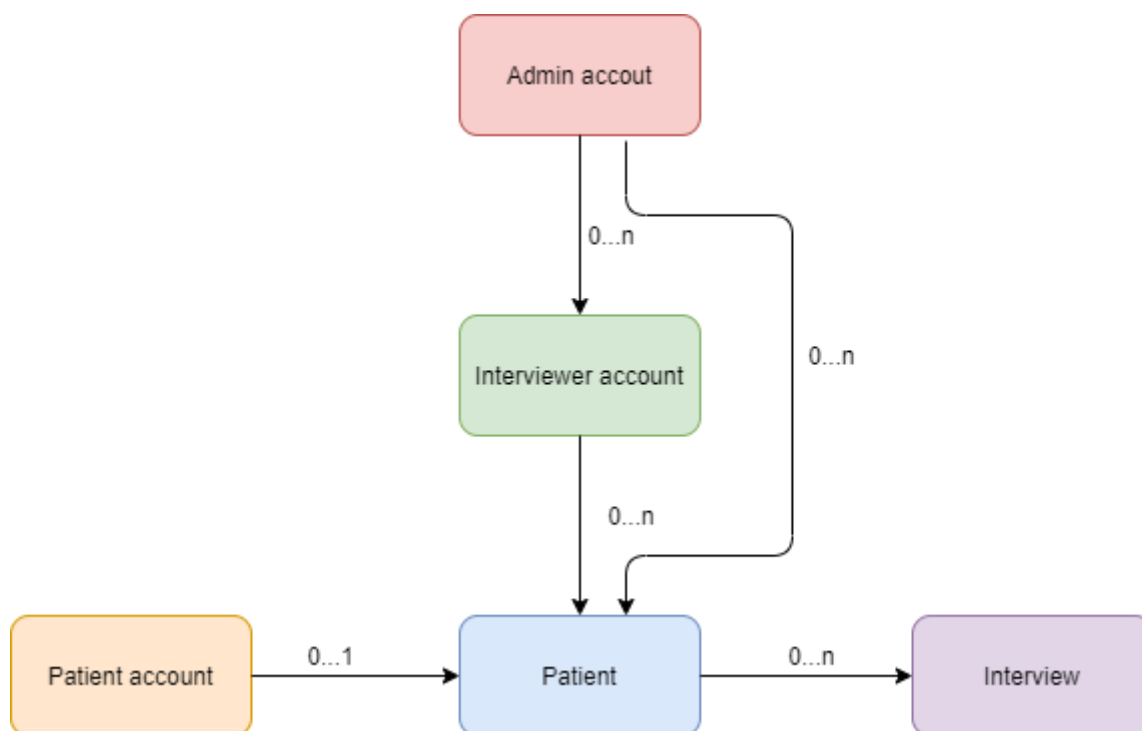 Admin accout
0...n
Interviewer account
0...n
0...n
Patient account
0...1
Patient
0...n
Interview